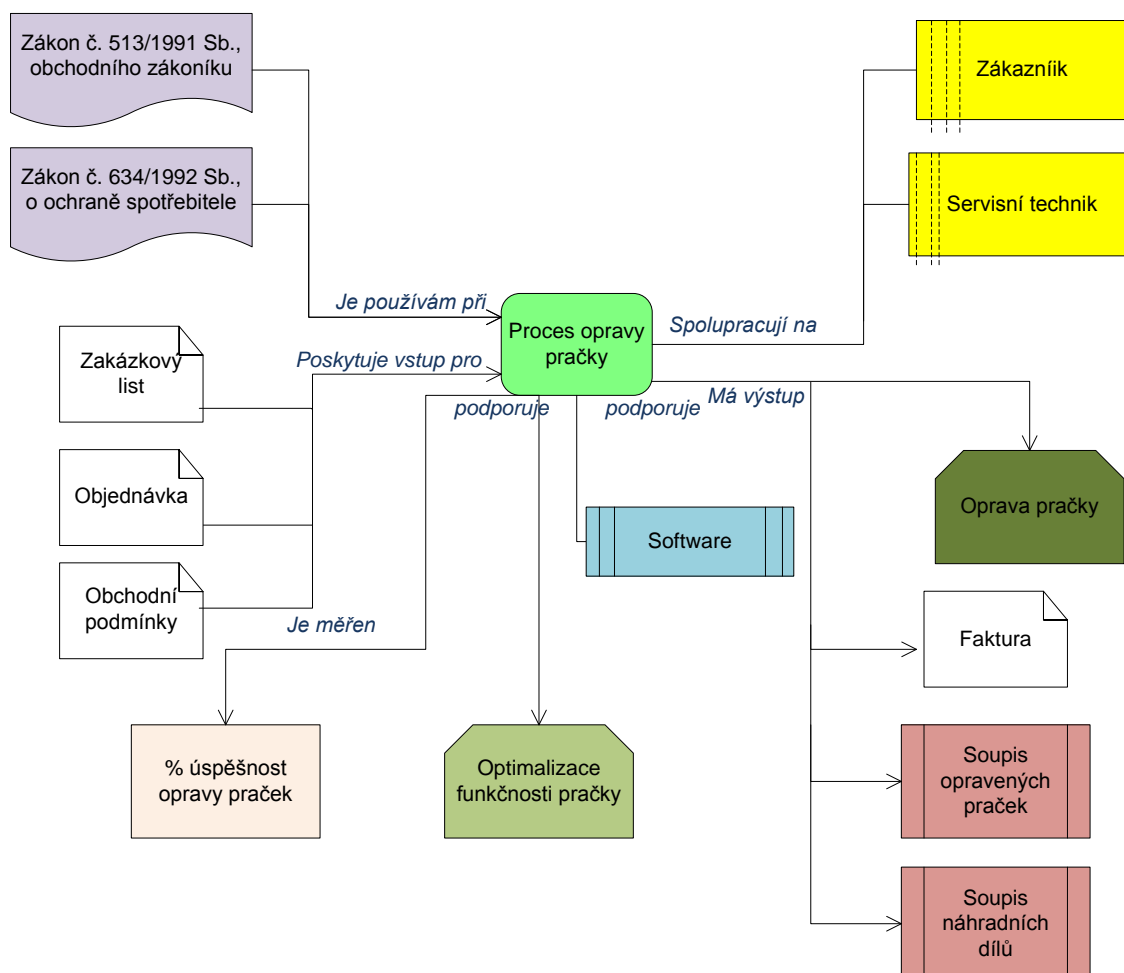 Zákon č. 513/1991 Sb.,
obchodního zákoníku
Zákazníik
Zákon č. 634/1992 Sb.,
o ochraně spotřebitele
Servisní technik
Je používám při
Proces opravy
pračky
Spolupracují na
Zakázkový
list
Poskytuje vstup pro
podporuje
podporuje
Má výstup
Objednávka
Software
Oprava pračky
Obchodní
podmínky
Je měřen
Faktura
% úspěšnost
opravy praček
Optimalizace
funkčnosti pračky
Soupis
opravených
praček
Soupis
náhradních
dílů